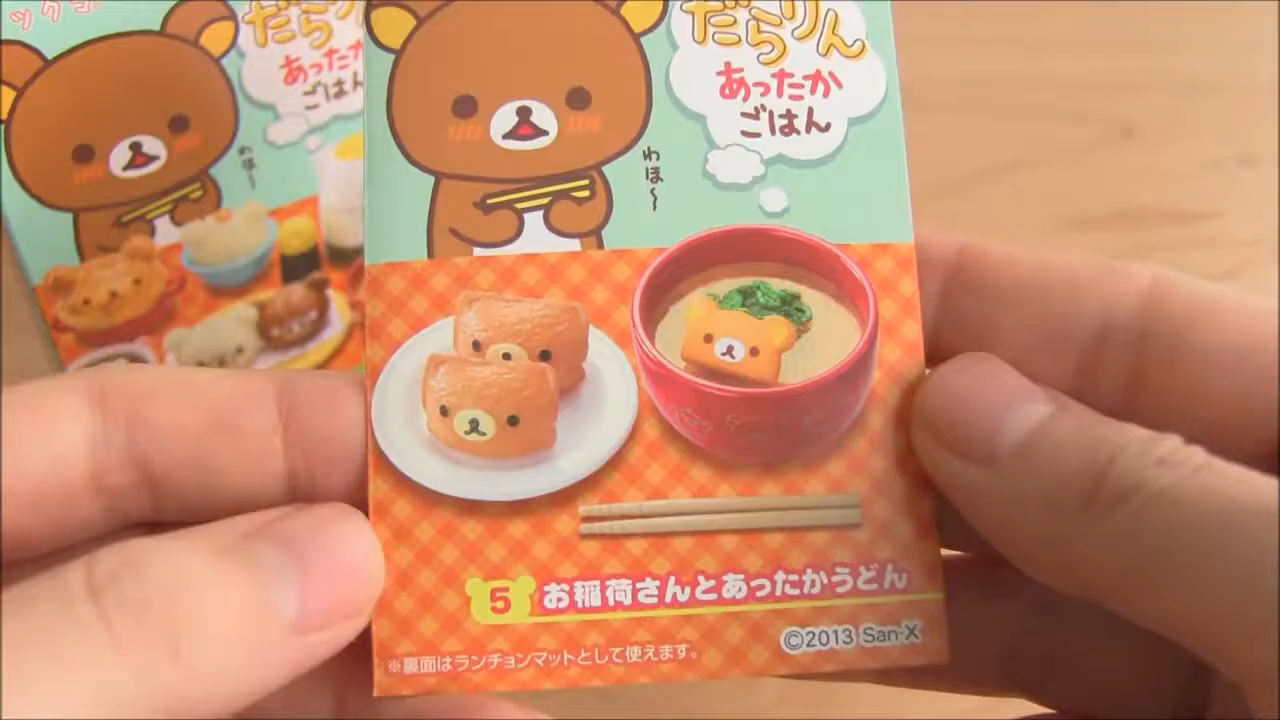 だらりん
あったか
ごはん
わほ〜
5 お稲荷さんとあったかうどん
©2013 San-X
※裏面はランチョンマットとして使えます。
ック
だらり
あった
ごは
わほ〜